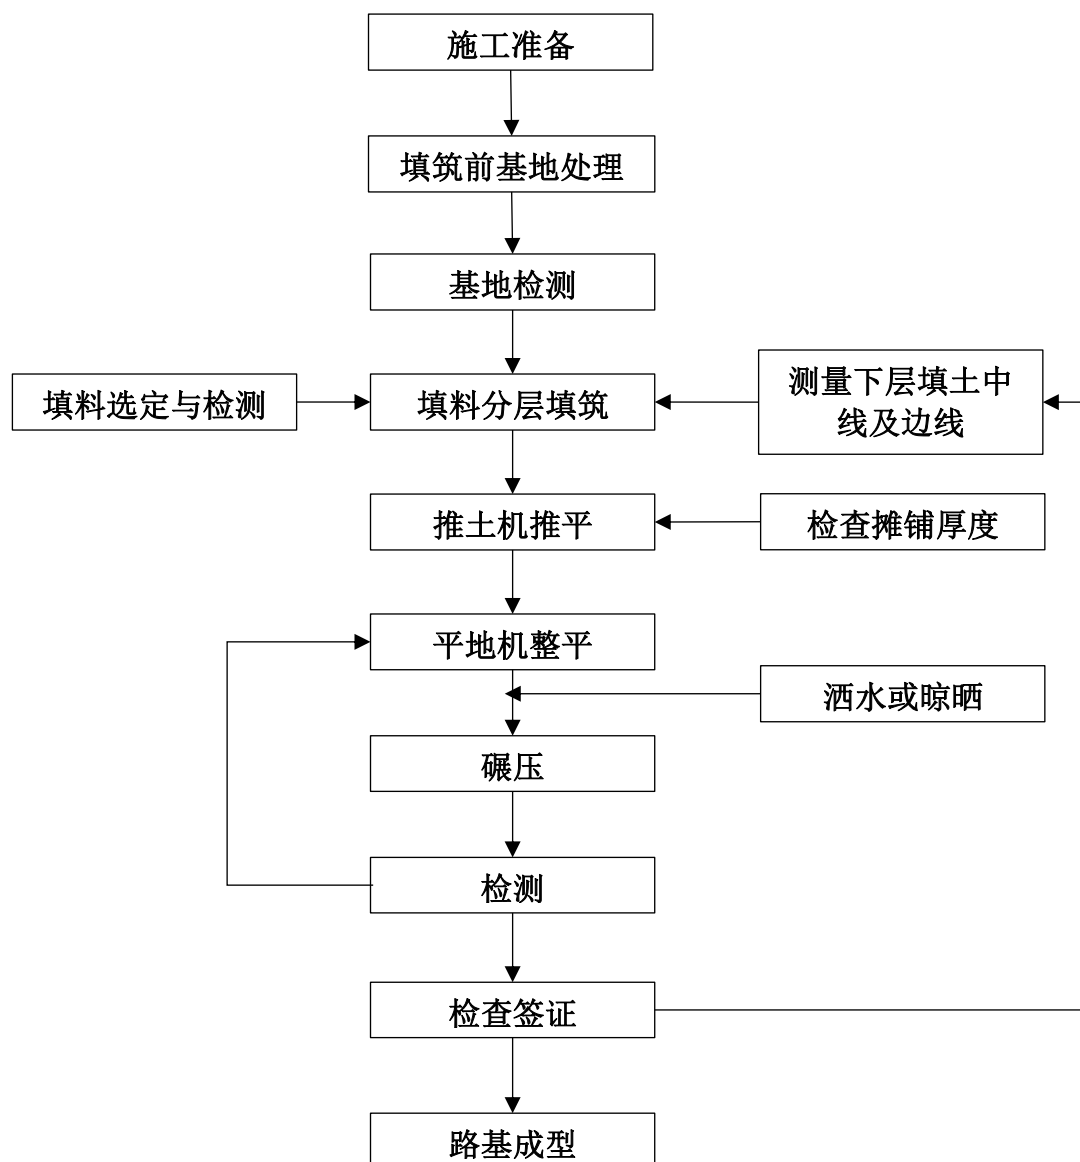 施工准备
填筑前基地处理
基地检测
填料选定与检测
填料分层填筑
测量下层填土中
线及边线
推土机推平
检查摊铺厚度
平地机整平
洒水或晾晒
碾压
检测
检查签证
路基成型